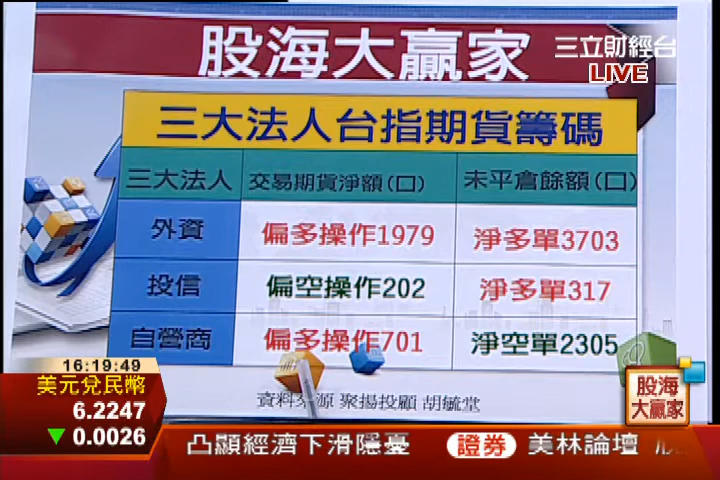 股海大贏家
三立財經台
LIVE
三大法人台指期貨籌碼
三大法人 交易期貨淨額(口) 未平倉餘額(口)
外資 偏多操作1979 淨多單3703
投信 偏空操作202 淨多單317
自營商 偏多操作701 淨空單2305
資料來源 聚揚投顧 胡毓堂
16:19:49
美元兌民幣
6.2247
▼0.0026
股海
大贏家
凸顯經濟下滑隱憂 證券 美林論壇